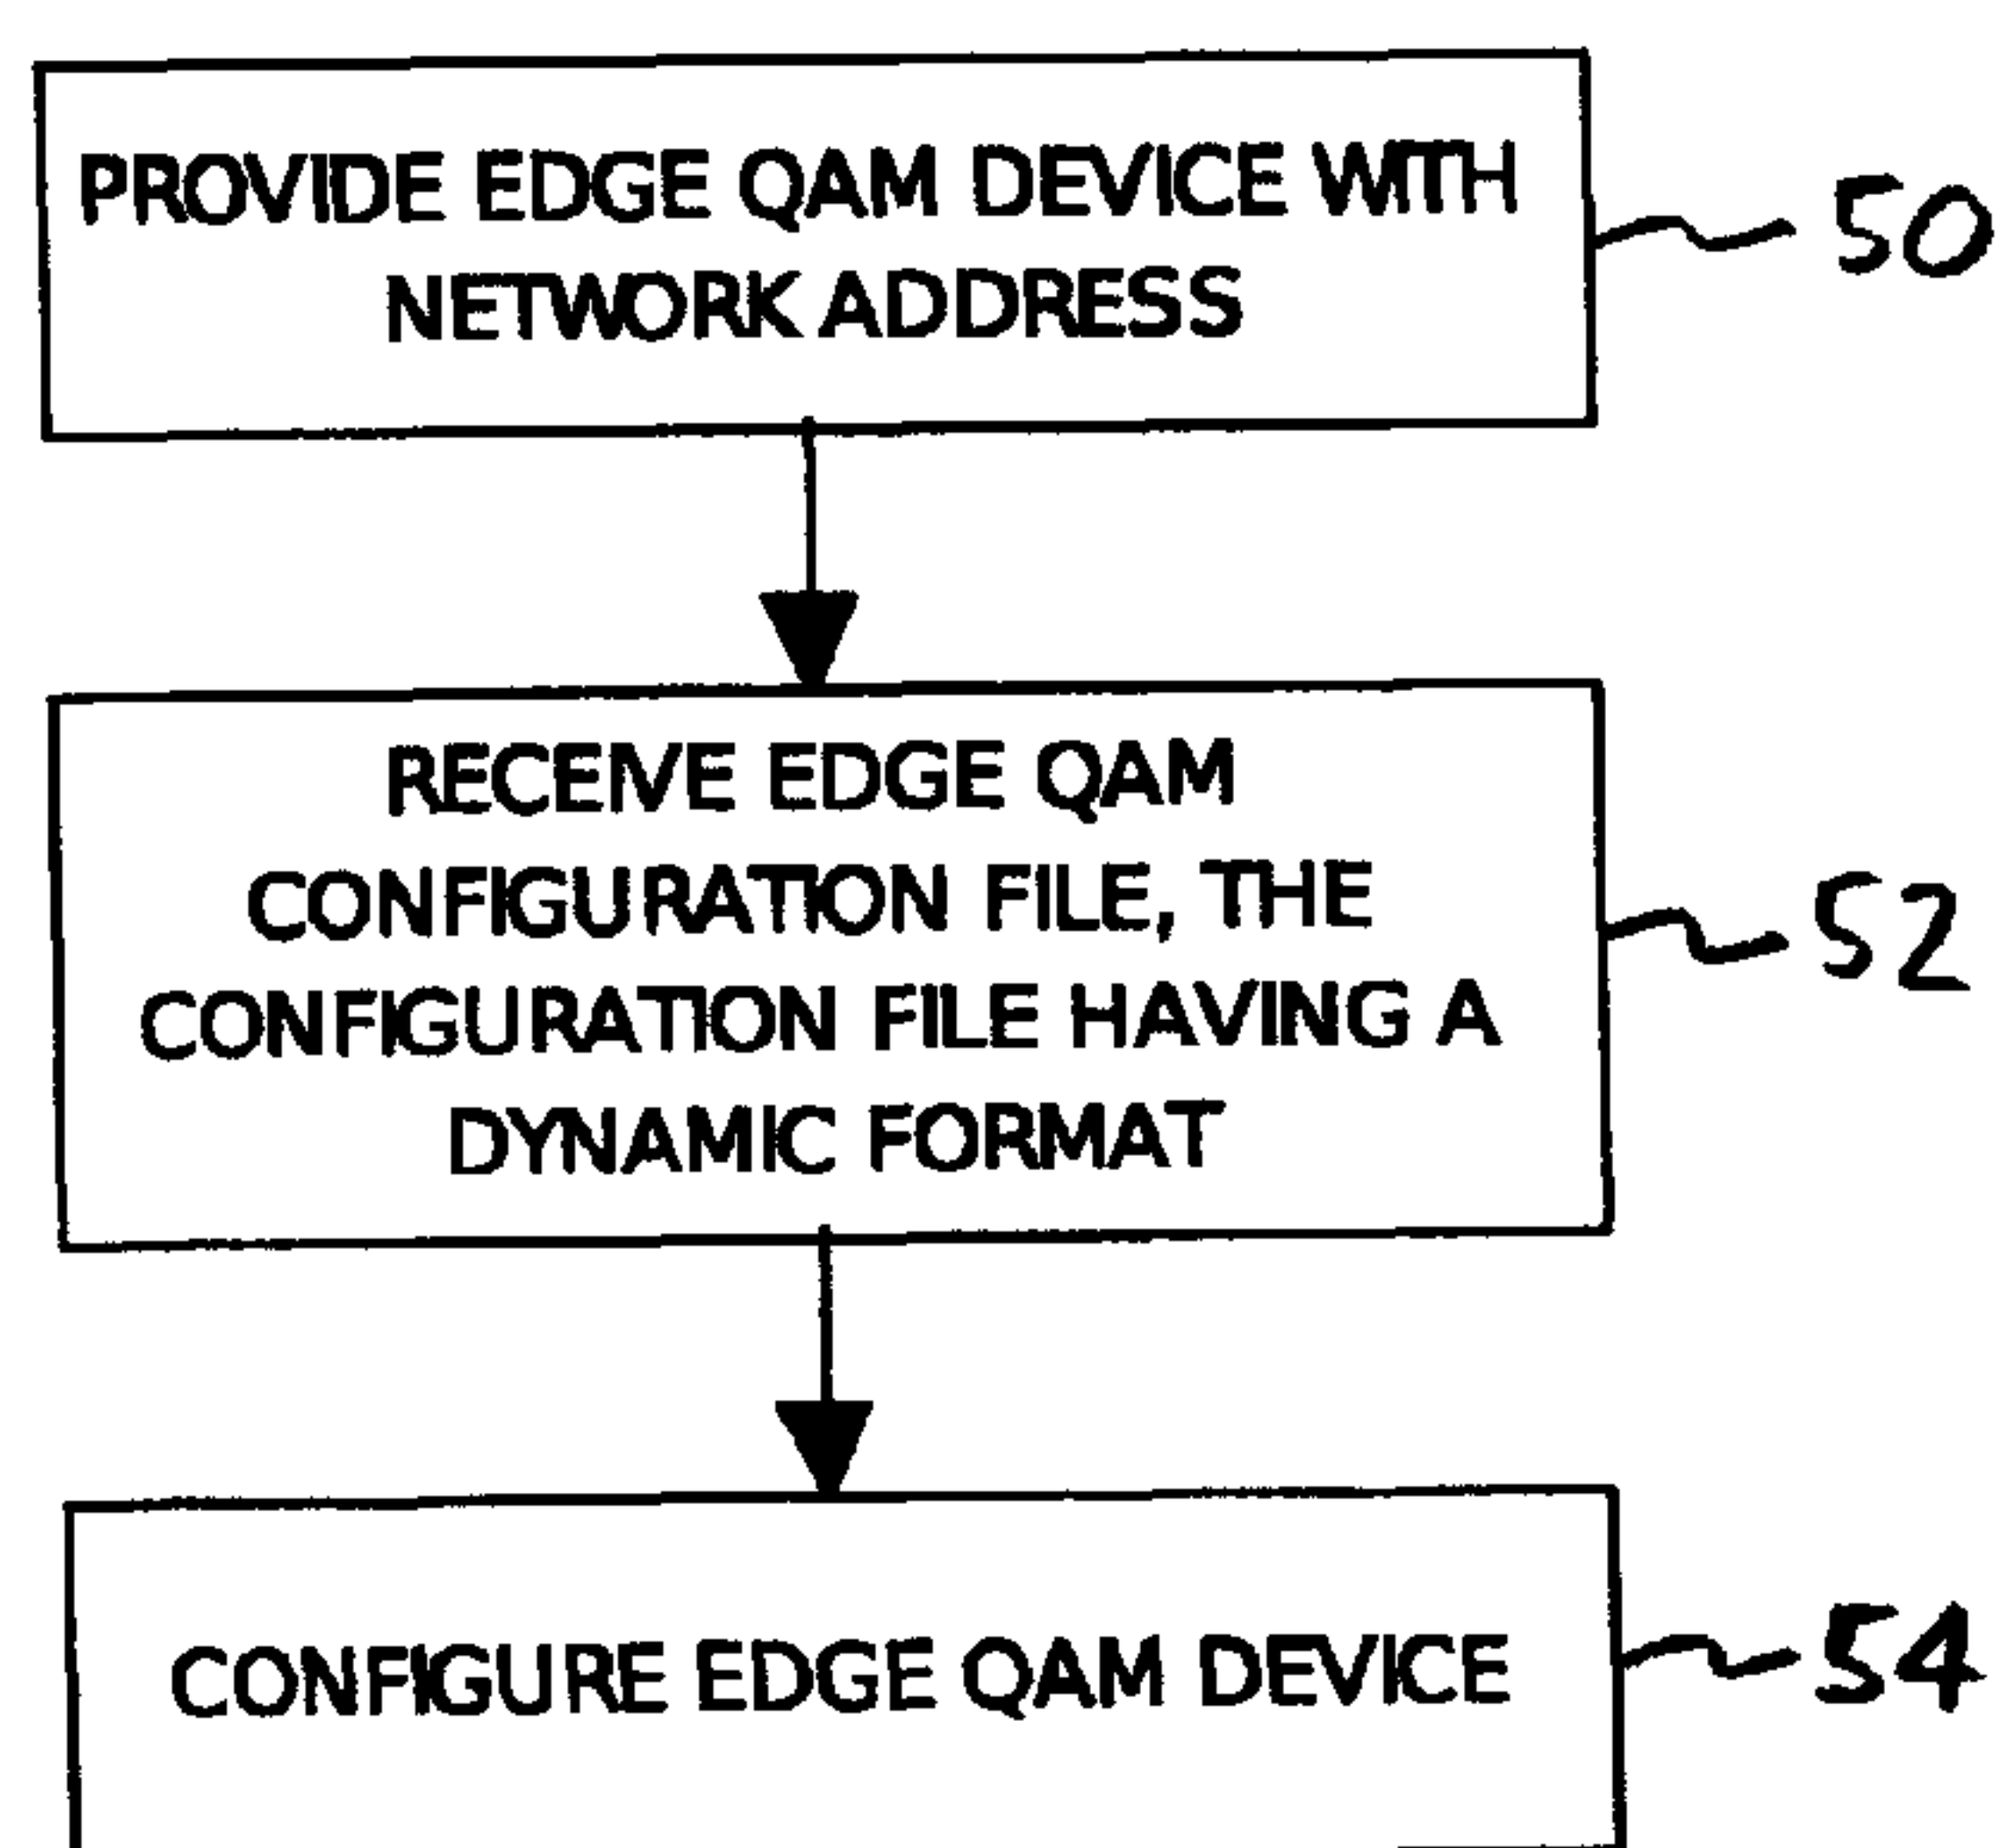 PROVIDE EDGE QAM DEVICE WITH
NETWORK ADDRESS
50
RECEIVE EDGE QAM
CONFIGURATION FILE, THE
CONFIGURATION FILE HAVING A
DYNAMIC FORMAT
52
CONFIGURE EDGE QAM DEVICE
54